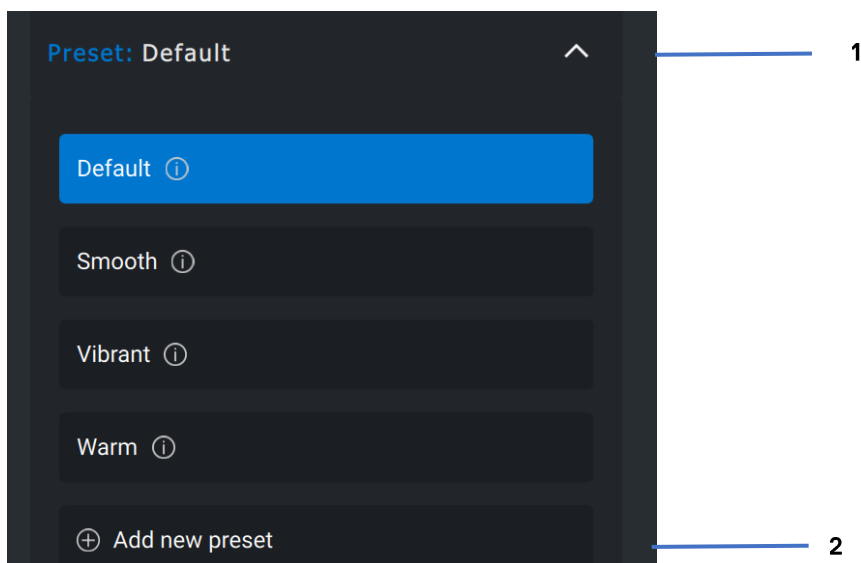 Preset: Default
1
Default
Smooth
Vibrant
Warm
Add new preset
2